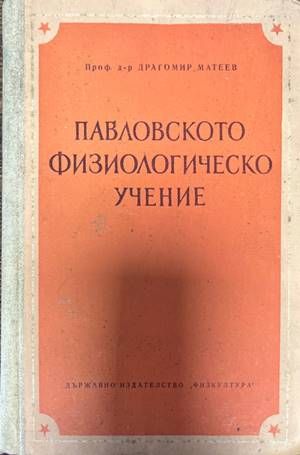 Проф. д-р ДРАГОМИР МАТЕЕВ
ПАВЛОВСКОТО
ФИЗИОЛОГИЧЕСКО
УЧЕНИЕ
ДЪРЖАВНО ИЗДАТЕЛСТВО „ФИЗКУЛТУРА"